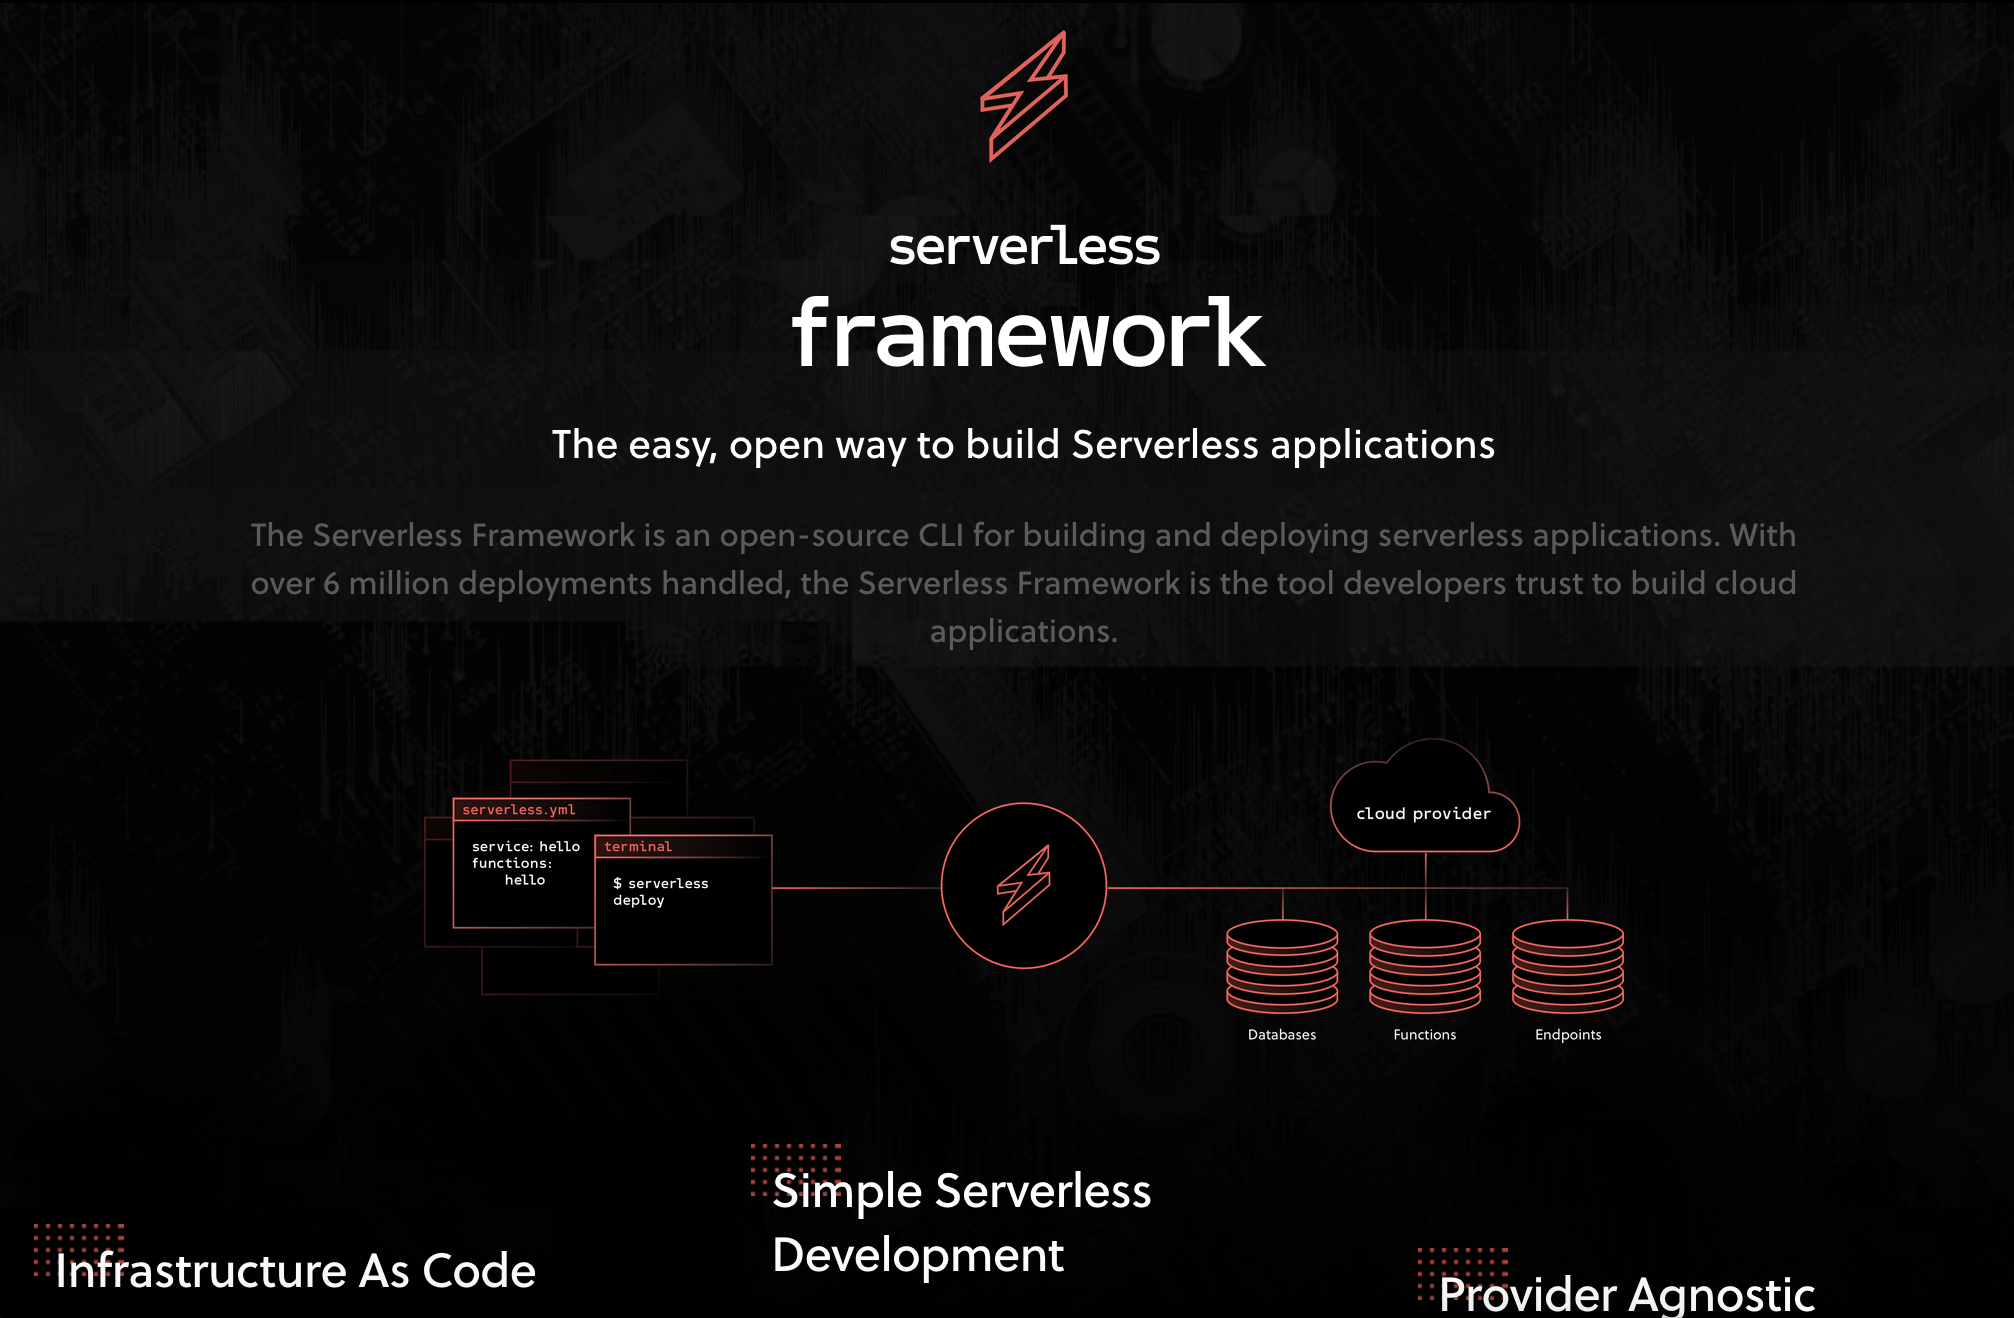 serverless
framework
The easy, open way to build Serverless applications
The Serverless Framework is an open-source CLI for building and deploying serverless applications. With
over 6 million deployments handled, the Serverless Framework is the tool developers trust to build cloud
applications.
serverless.yml
service: hello
functions:
hello
terminal
$ serverless
deploy
cloud provider
Databases
Functions
Endpoints
Infrastructure As Code
Simple Serverless
Development
Provider Agnostic